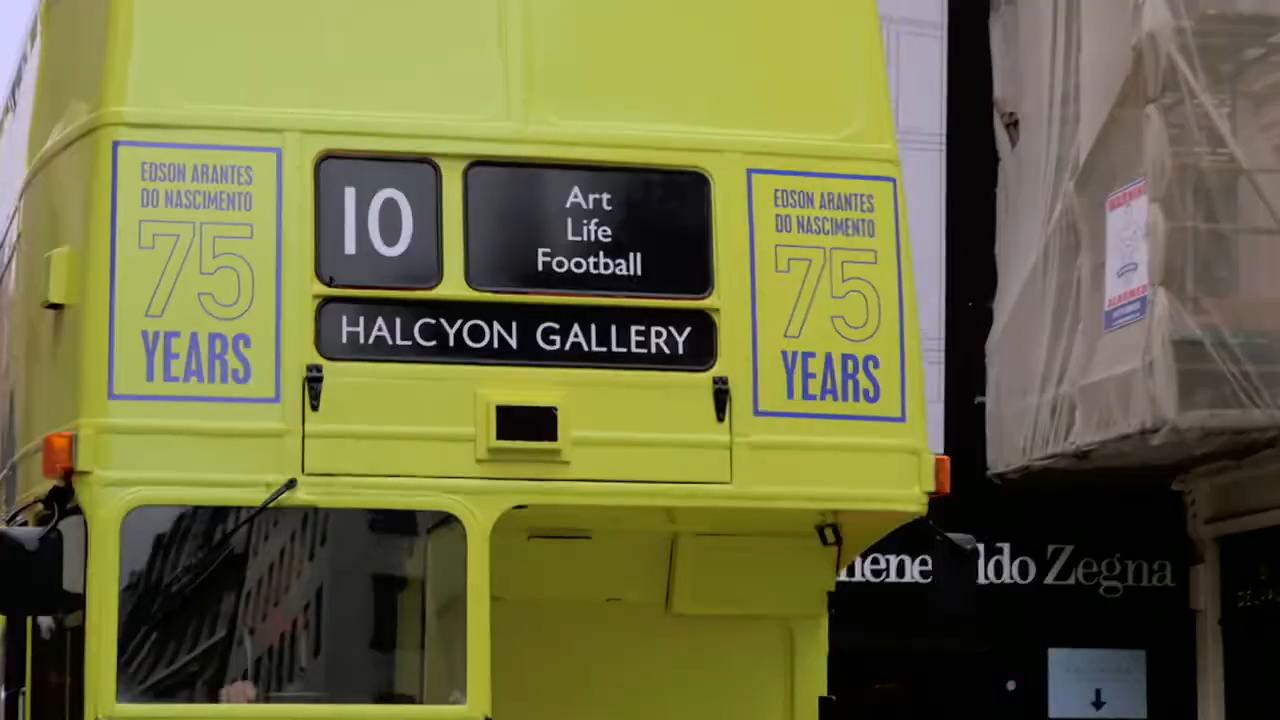 EDSON ARANTES
DO NASCIMENTO
75
YEARS
10
Art
Life
Football
HALCYON GALLERY
EDSON ARANTES
DO NASCIMENTO
75
YEARS
Zegna